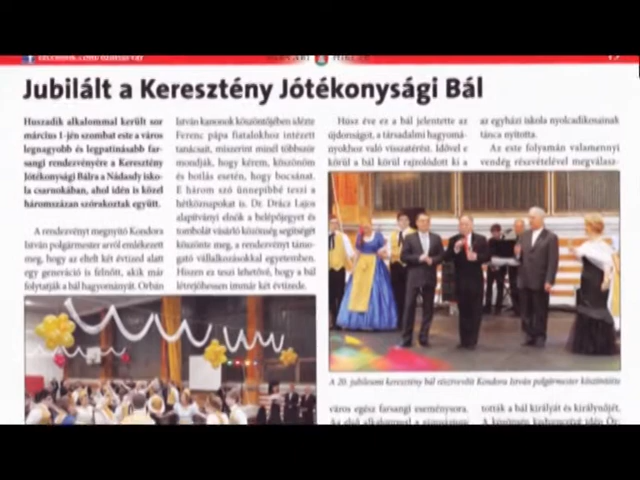 Jubilált a Keresztény Jótékonysági Bál
Huszadik alkalommal került sor
március 1-jén szombat este a város
legnagyobb és legpatinásabb far-
sangi rendezvényére a Keresztény
Jótékonysági Bálra a Nádasdy isko-
la csarnokában, ahol idén is közel
háromszázan szórakoztak együtt.
A rendezvényt megnyitó Kondora
István polgármester arról emlékezett
meg, hogy az eltelt két évtized alatt
egy generáció is felnőtt, akik már
folytatják a bál hagyományát. Orbán
István kanonok köszöntőjében idézte
Ferenc pápa fiatalokhoz intézett
tanácsait, miszerint minél többször
mondják, hogy kérem, köszönöm
és botlás esetén, hogy bocsánat.
E három szó ünnepibbé teszi a
hétköznapokat is. Dr. Drácz Lajos
alapítványi elnök a belépőjegyet és
tombolát vásárló közönség segítségét
köszönte meg, a rendezvényt támo-
gató vállalkozásokkal egyetemben.
Hiszen ez teszi lehetővé, hogy a bál
létrejöhessen immár két évtizede.
Húsz éve ez a bál jelentette az
újdonságot, a társadalmi hagyomá-
nyokhoz való visszatérést. Idővel e
körül a bál körül rajzolódott ki a
az egyházi iskola nyolcadikosainak
tánca nyitotta.
Az este folyamán valamennyi
vendég részvételével megválasz-
A 20. jubileumi keresztény bál résztvevőit Kondora István polgármester köszöntötte
város egész farsangi eseménysora.
tották a bál királyát és királynőjét.